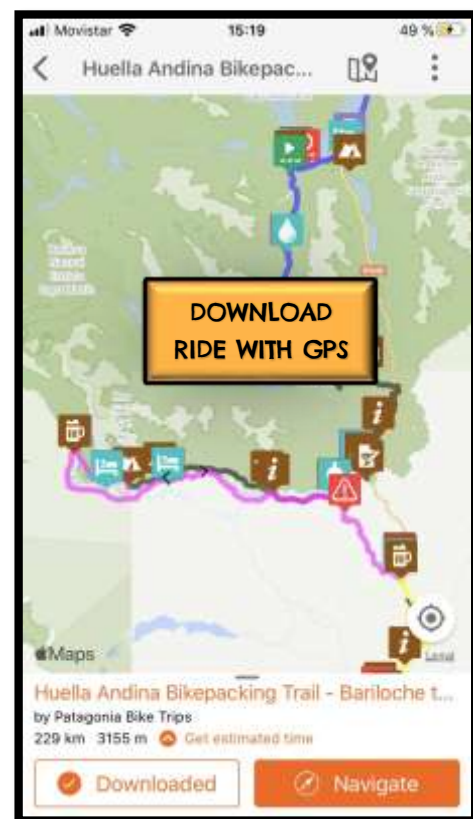 Movistar 15:19 49 %
Huella Andina Bikepac...
DOWNLOAD
RIDE WITH GPS
Maps
Legal
Huella Andina Bikepacking Trail - Bariloche t...
by Patagonia Bike Trips
229 km 3155 m Get estimated time
Downloaded Navigate